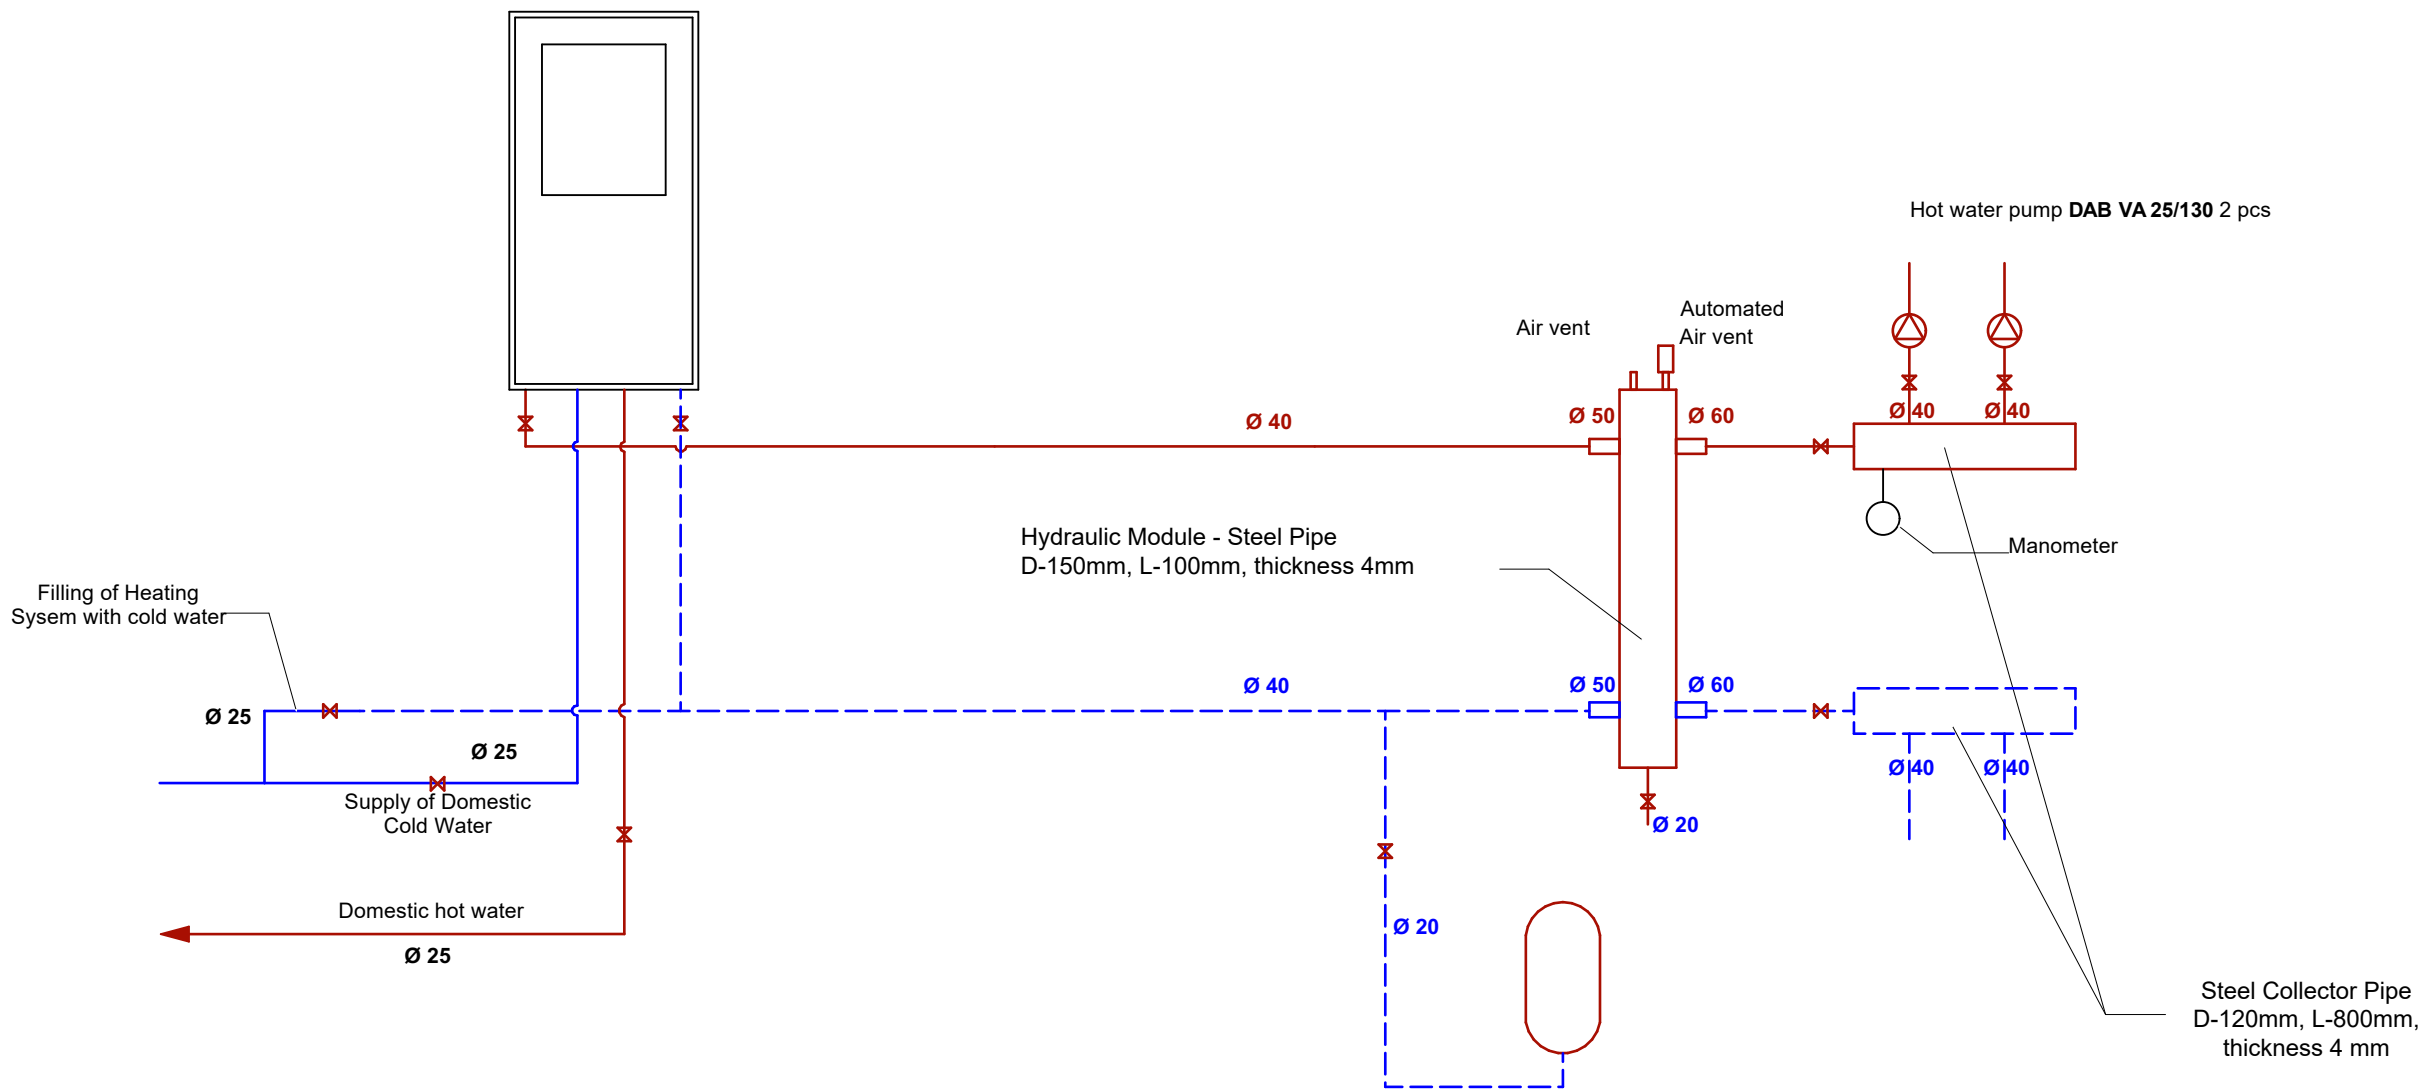 Hot water pump DAB VA 25/130 2 pcs
Automated
Air vent
Air vent
Ø 40
Ø 40
Ø 40
Ø 50
Ø 60
Hydraulic Module - Steel Pipe
D-150mm, L-100mm, thickness 4mm
Manometer
Filling of Heating
Sysem with cold water
Ø 40
Ø 50
Ø 60
Ø 25
Ø 25
Ø 40
Ø 40
Supply of Domestic
Cold Water
Ø 20
Domestic hot water
Ø 25
Ø 20
Steel Collector Pipe
D-120mm, L-800mm,
thickness 4 mm